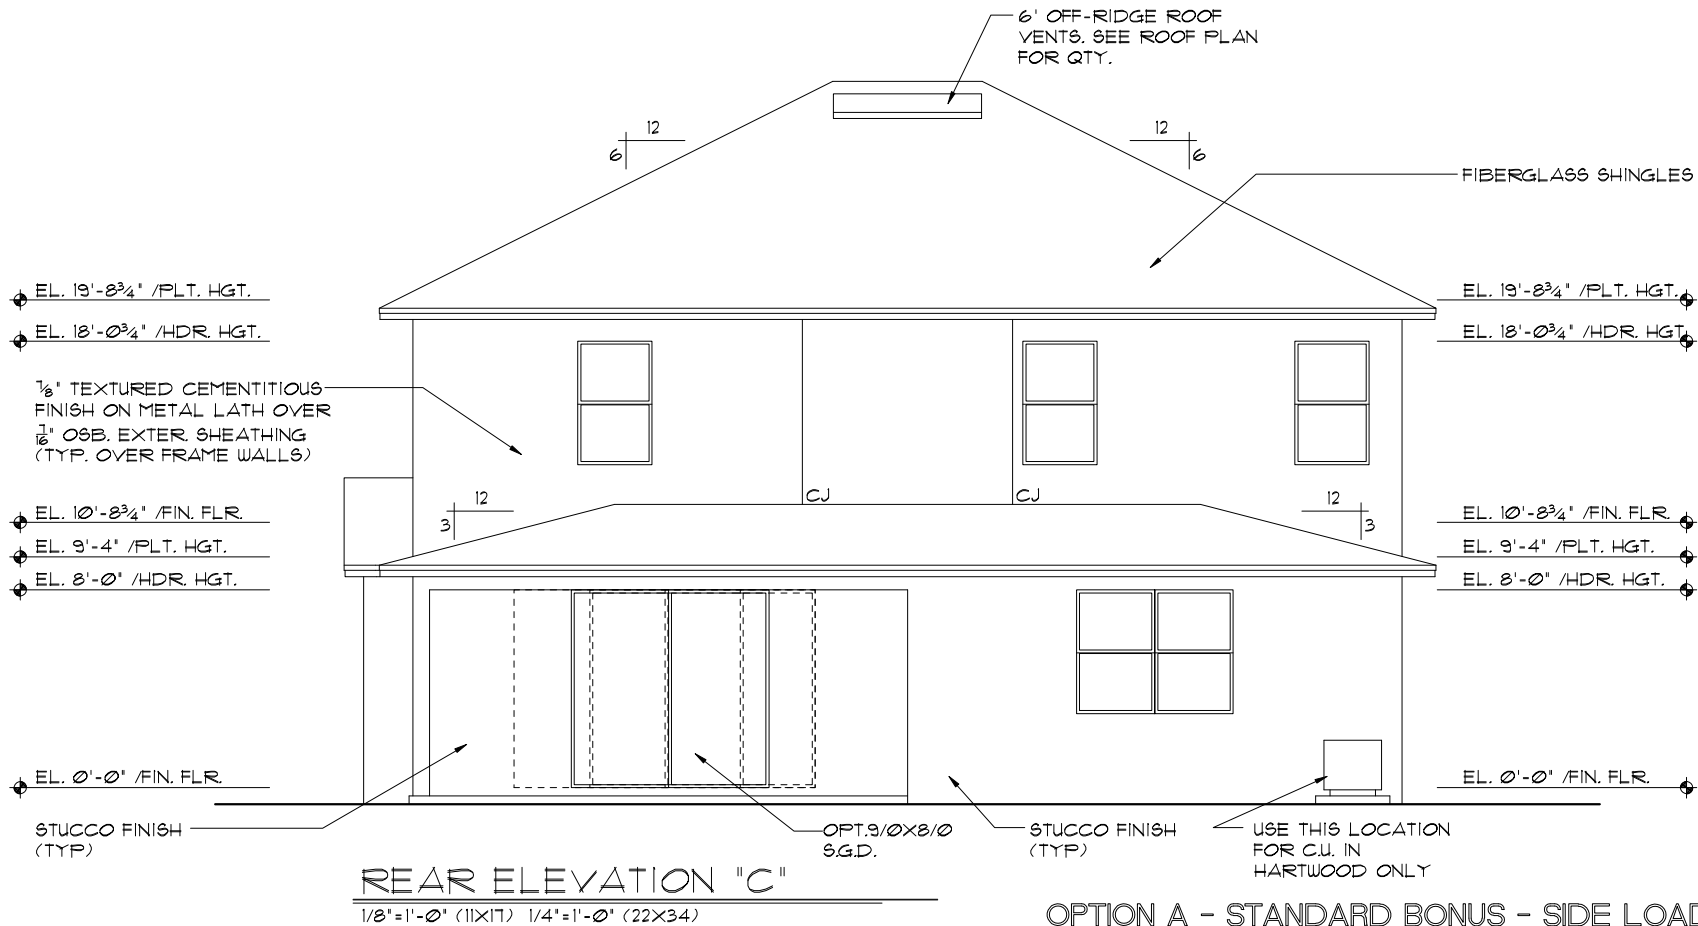 6' OFF-RIDGE ROOF
VENTS. SEE ROOF PLAN
FOR QTY.
12
6
12
6
FIBERGLASS SHINGLES
EL. 19'-8¾" /PLT. HGT.
EL. 19'-8¾" /PLT. HGT.
EL. 18'-0¾" /HDR. HGT.
EL. 18'-0¾" /HDR. HGT.
⅞" TEXTURED CEMENTITIOUS
FINISH ON METAL LATH OVER
7/16" OSB. EXTER. SHEATHING
(TYP. OVER FRAME WALLS)
CJ
CJ
12
3
12
3
EL. 10'-8¾" /FIN. FLR.
EL. 10'-8¾" /FIN. FLR.
EL. 9'-4" /PLT. HGT.
EL. 9'-4" /PLT. HGT.
EL. 8'-0" /HDR. HGT.
EL. 8'-0" /HDR. HGT.
EL. 0'-0" /FIN. FLR.
EL. 0'-0" /FIN. FLR.
STUCCO FINISH
(TYP)
OPT.9/0X8/0
S.G.D.
STUCCO FINISH
(TYP)
USE THIS LOCATION
FOR C.U. IN
HARTWOOD ONLY
REAR ELEVATION "C"
1/8"=1'-0" (11X17) 1/4"=1'-0" (22X34)
OPTION A - STANDARD BONUS - SIDE LOAD